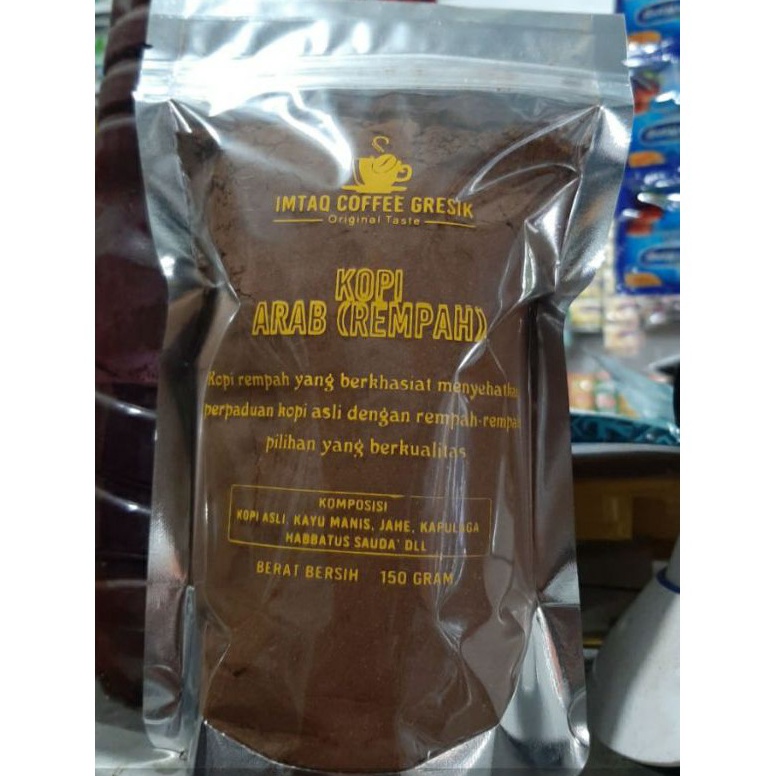 IMTAQ COFFEE GRESIK
Original Taste
KOPI
ARAB (REMPAH)
Kopi rempah yang berkhasiat menyehatkan
perpaduan kopi asli dengan rempah-rempah
pilihan yang berkualitas
KOMPOSISI
KOPI ASLI, KAYU MANIS, JAHE, KAPULAGA
HABBATUS SAUDA' DLL
BERAT BERSIH 150 GRAM